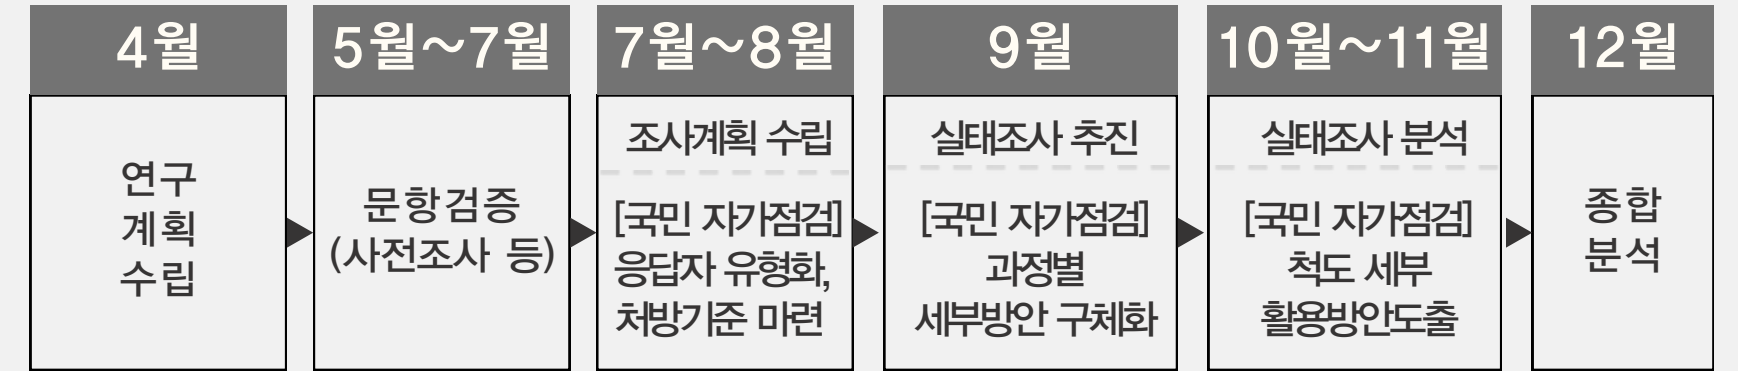 4월
연구
계획
수립
5월~7월
문항검증
(사전조사 등)
7월~8월
조사계획 수립
[국민 자가점검]
응답자 유형화,
처방기준 마련
9월
실태조사 추진
[국민 자가점검]
과정별
세부방안 구체화
10월~11월
실태조사 분석
[국민 자가점검]
척도 세부
활용방안도출
12월
종합
분석